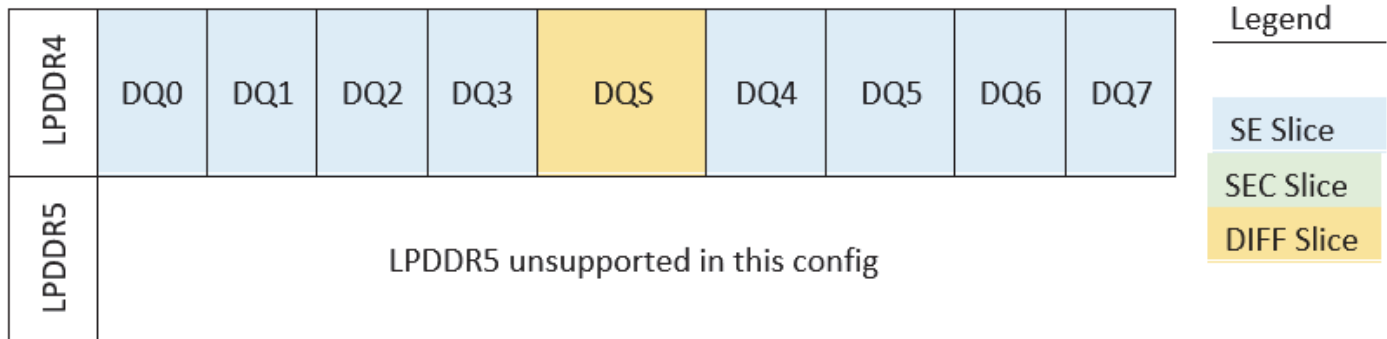 LPDDR4
DQ0 DQ1 DQ2 DQ3 DQS DQ4 DQ5 DQ6 DQ7
LPDDR5
LPDDR5 unsupported in this config
Legend
SE Slice
SEC Slice
DIFF Slice